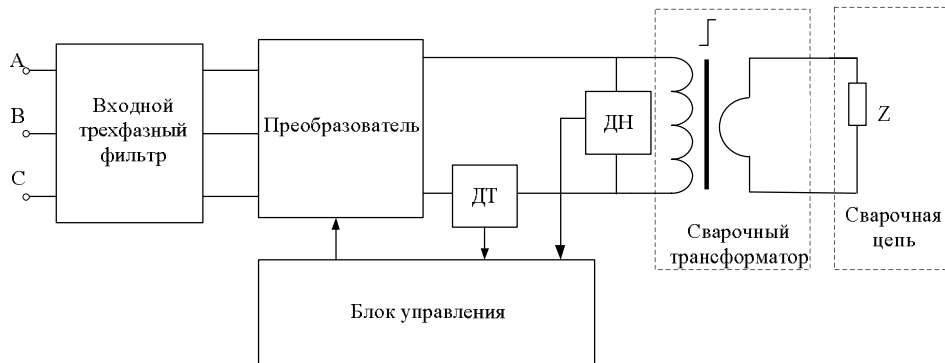 A
B
C
Входной
трехфазный
фильтр
Преобразователь
ДТ
ДН
Z
Сварочный
трансформатор
Сварочная
цепь
Блок управления